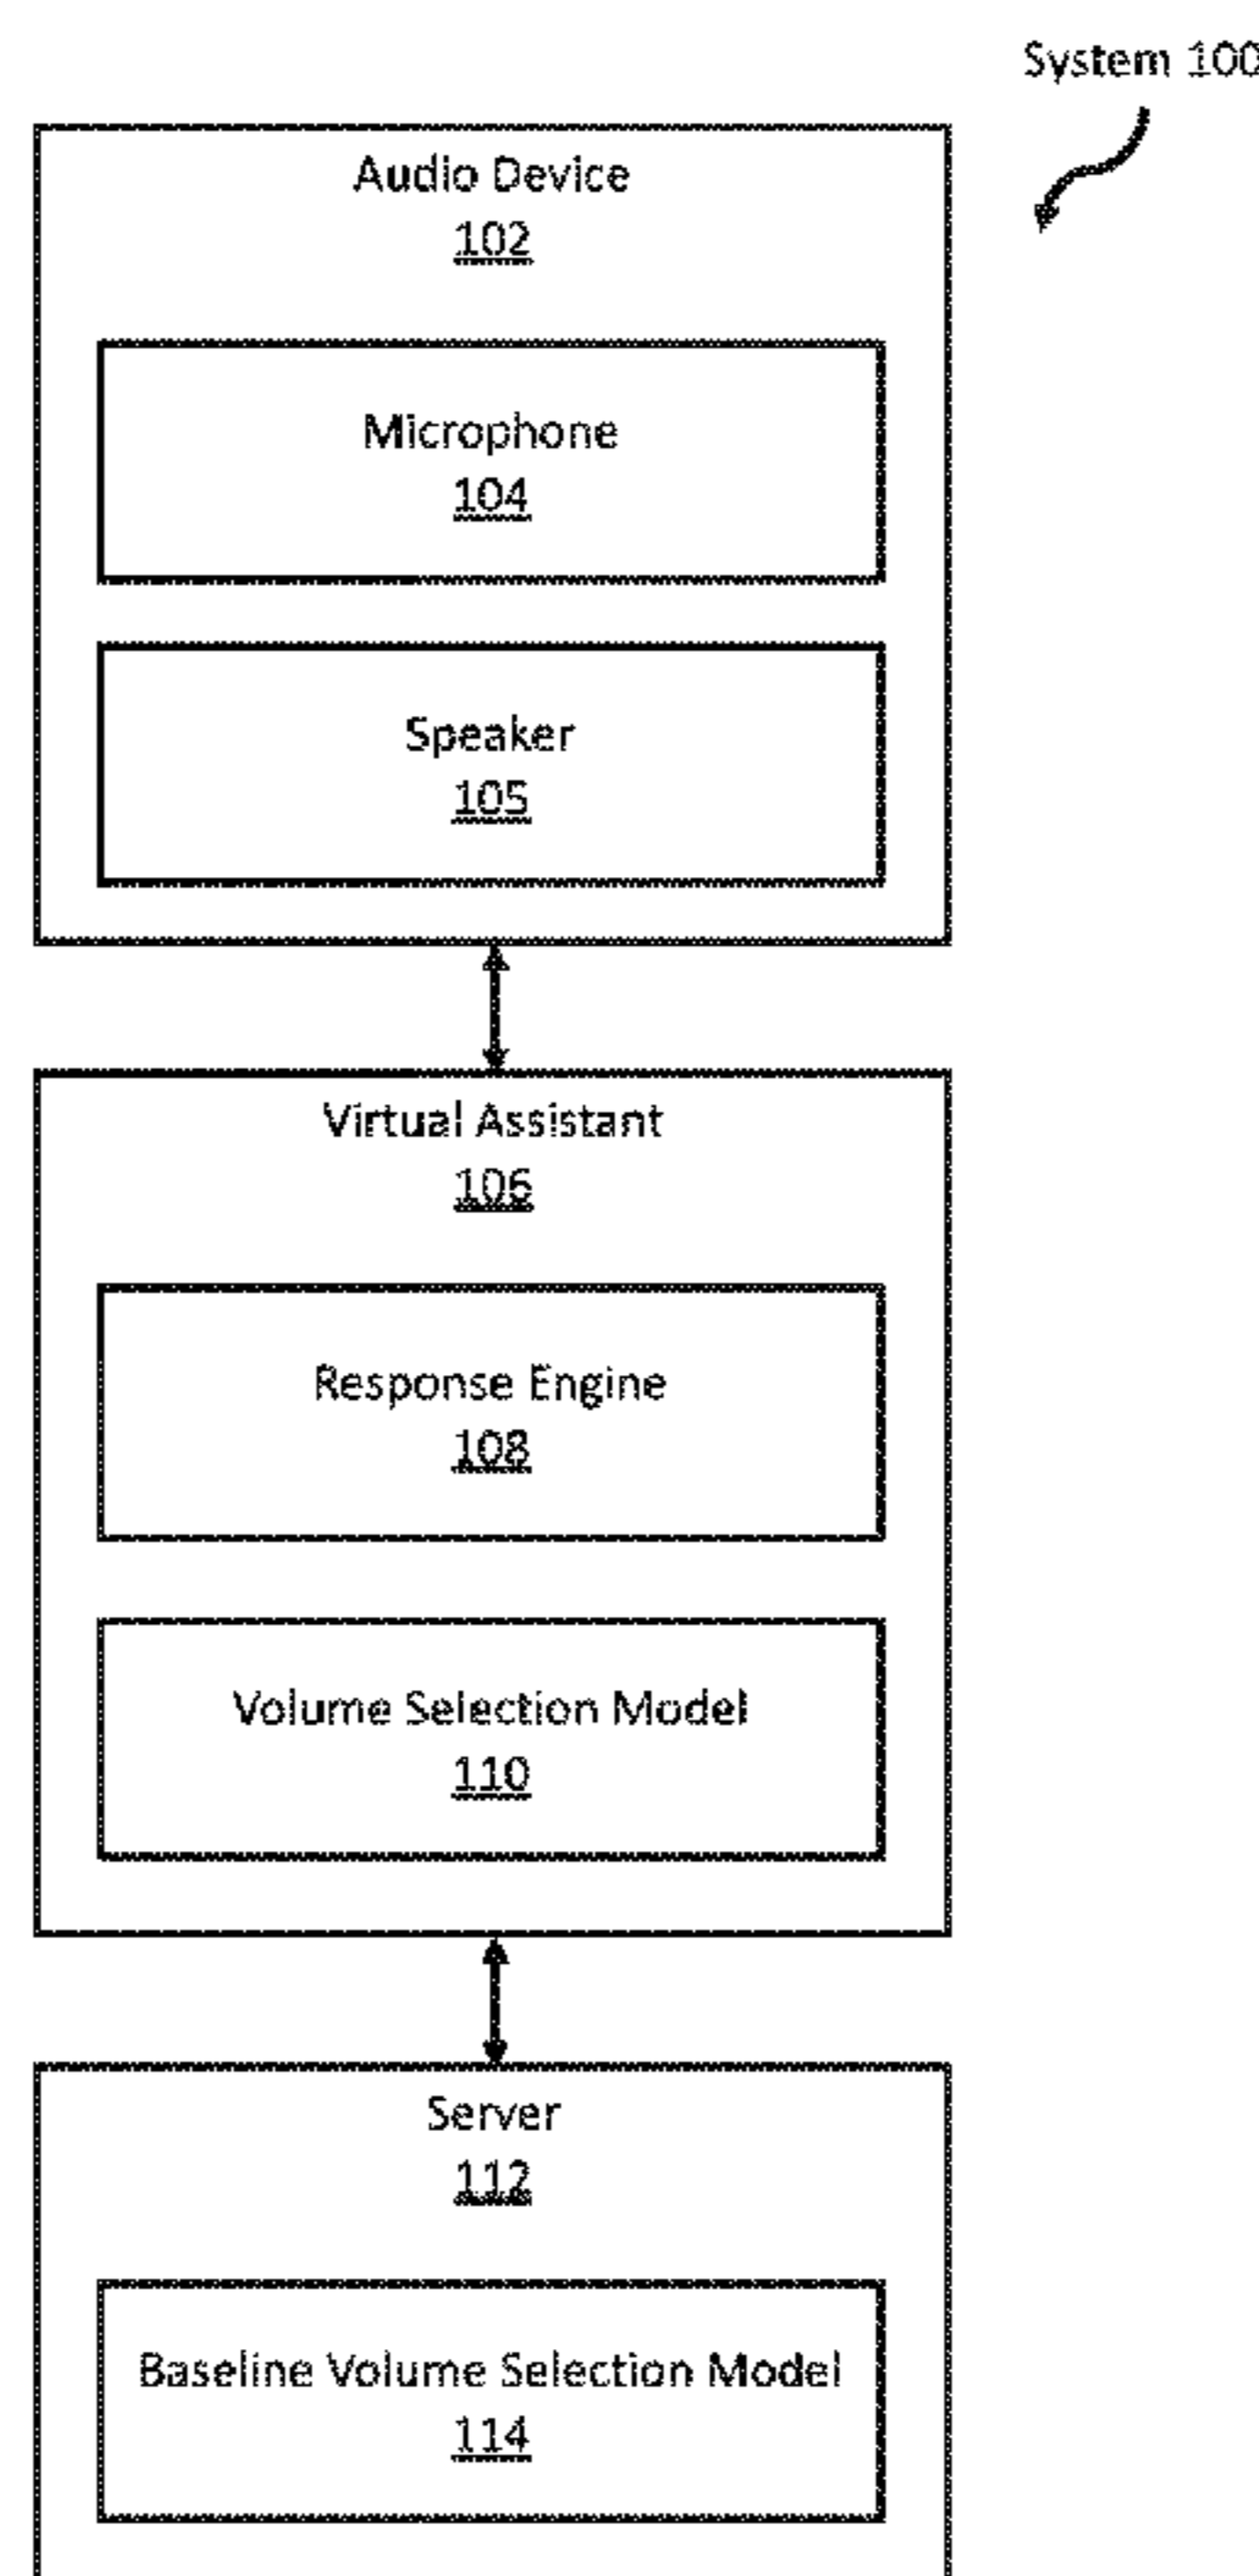 System 100
Audio Device
102
Microphone
104
Speaker
105
Virtual Assistant
106
Response Engine
108
Volume Selection Model
110
Server
112
Baseline Volume Selection Model
114